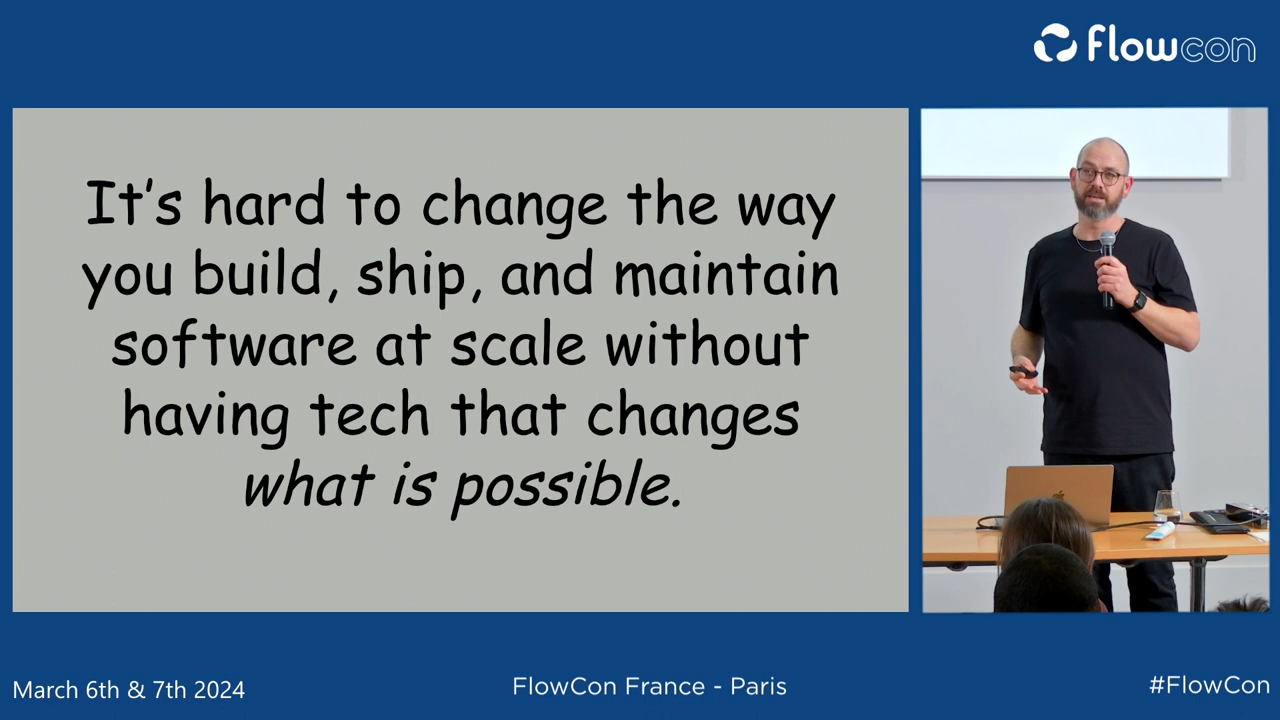 flowcon
It's hard to change the way
you build, ship, and maintain
software at scale without
having tech that changes
what is possible.
March 6th & 7th 2024
FlowCon France - Paris
#FlowCon